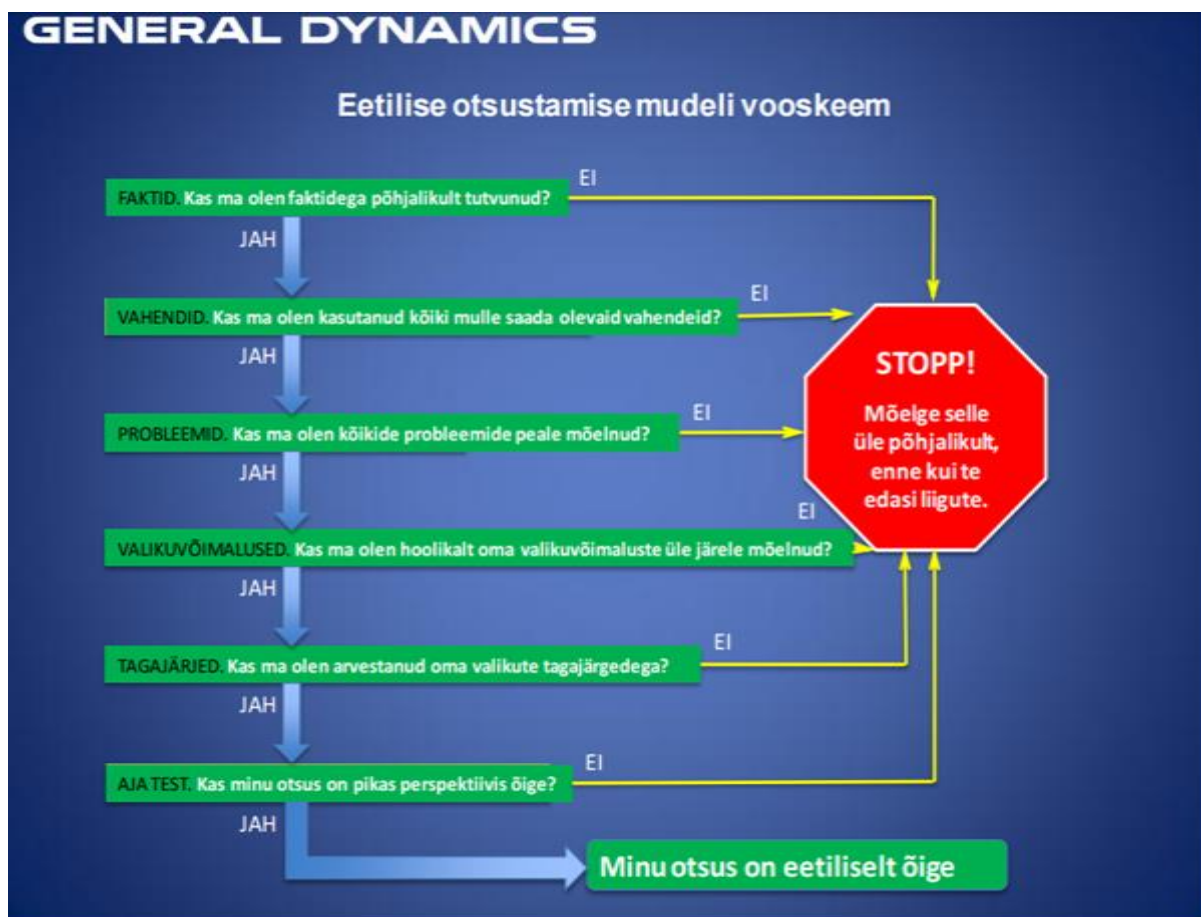 GENERAL DYNAMICS
Eetilise otsustamise mudeli vooskeem
EI
FAKTID. Kas ma olen faktidega põhjalikult tutvunud?
JAH
EI
VAHENDID. Kas ma olen kasutanud kõiki mulle saada olevaid vahendeid?
JAH
STOPP!
Mõelge selle
üle põhjalikult,
enne kui te
edasi liigute.
EI
PROBLEEMID. Kas ma olen kõikide probleemide peale mõelnud?
JAH
EI
VALIKUVÕIMALUSED. Kas ma olen hoolikalt oma valikuvõimaluste üle järele mõelnud?
JAH
EI
TAGAJÄRJED. Kas ma olen arvestanud oma valikute tagajärgedega?
JAH
EI
AJA TEST. Kas minu otsus on pikas perspektiivis õige?
JAH
Minu otsus on eetiliselt õige